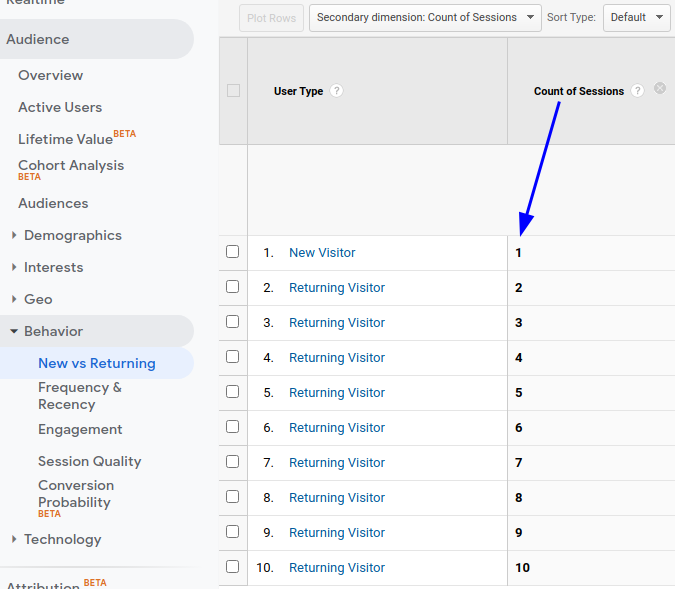 Realtime
Audience
Overview
Active Users
Lifetime Value BETA
Cohort Analysis
BETA
Audiences
Demographics
Interests
Geo
Behavior
New vs Returning
Frequency &
Recency
Engagement
Session Quality
Conversion
Probability
BETA
Technology
Attribution BETA
Plot Rows Secondary dimension: Count of Sessions Sort Type: Default
User Type ? Count of Sessions ?
1. New Visitor 1
2. Returning Visitor 2
3. Returning Visitor 3
4. Returning Visitor 4
5. Returning Visitor 5
6. Returning Visitor 6
7. Returning Visitor 7
8. Returning Visitor 8
9. Returning Visitor 9
10. Returning Visitor 10